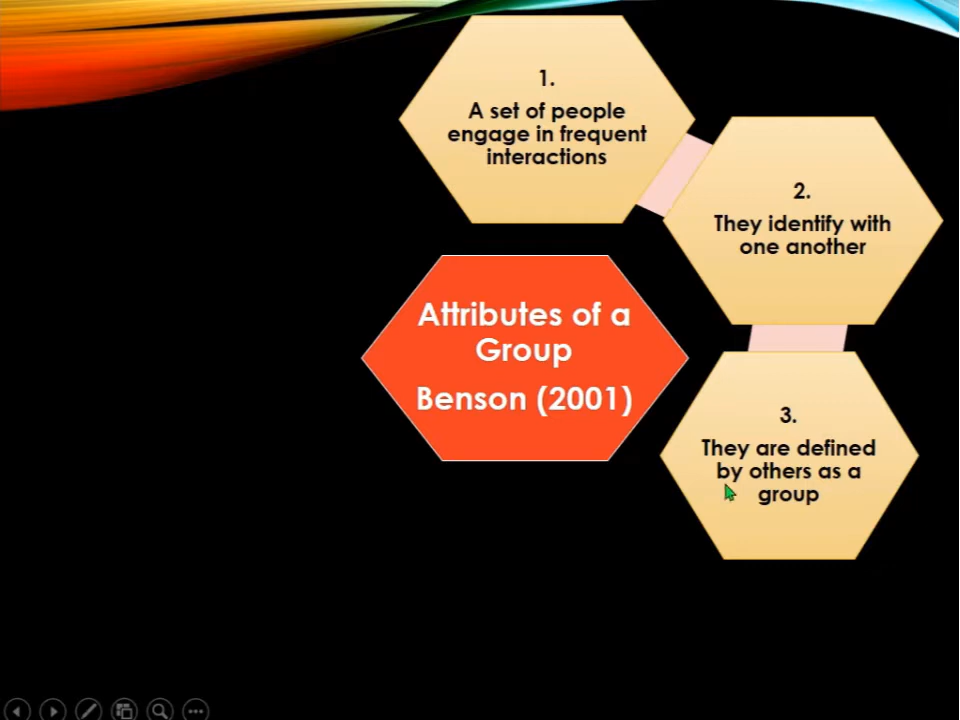 1.
A set of people
engage in frequent
interactions
2.
They identify with
one another
Attributes of a
Group
Benson (2001)
3.
They are defined
by others as a
group